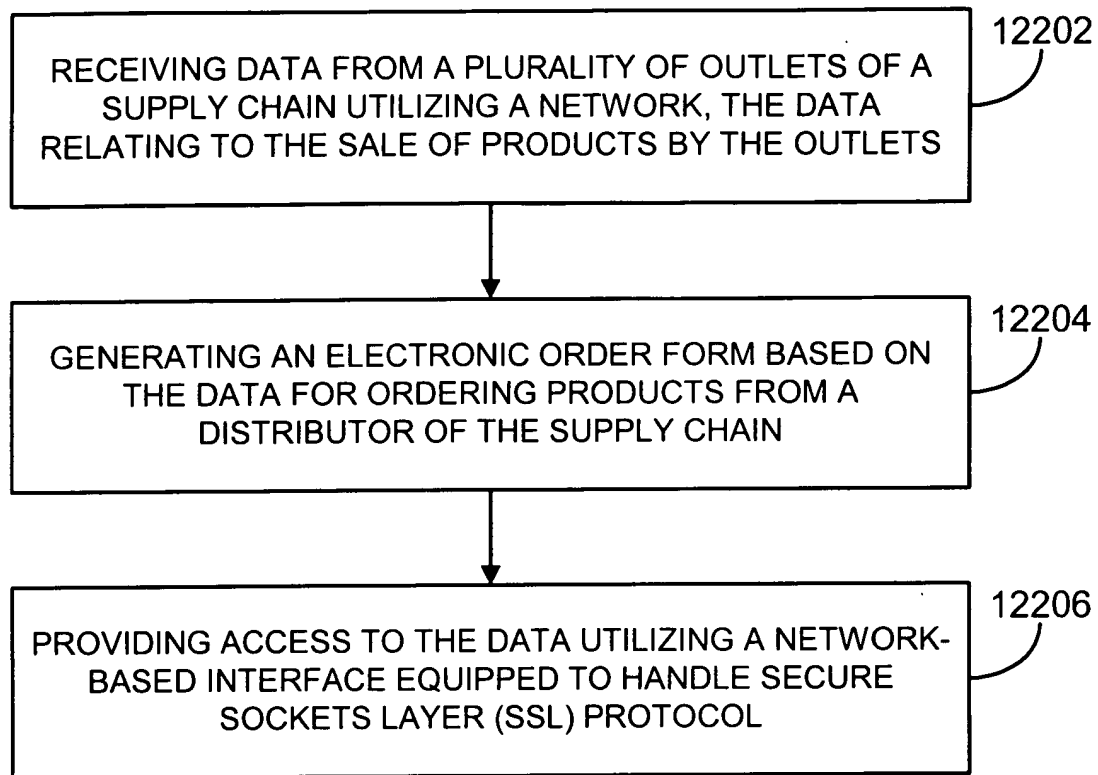 12202
RECEIVING DATA FROM A PLURALITY OF OUTLETS OF A
SUPPLY CHAIN UTILIZING A NETWORK, THE DATA
RELATING TO THE SALE OF PRODUCTS BY THE OUTLETS
12204
GENERATING AN ELECTRONIC ORDER FORM BASED ON
THE DATA FOR ORDERING PRODUCTS FROM A
DISTRIBUTOR OF THE SUPPLY CHAIN
12206
PROVIDING ACCESS TO THE DATA UTILIZING A NETWORK-
BASED INTERFACE EQUIPPED TO HANDLE SECURE
SOCKETS LAYER (SSL) PROTOCOL